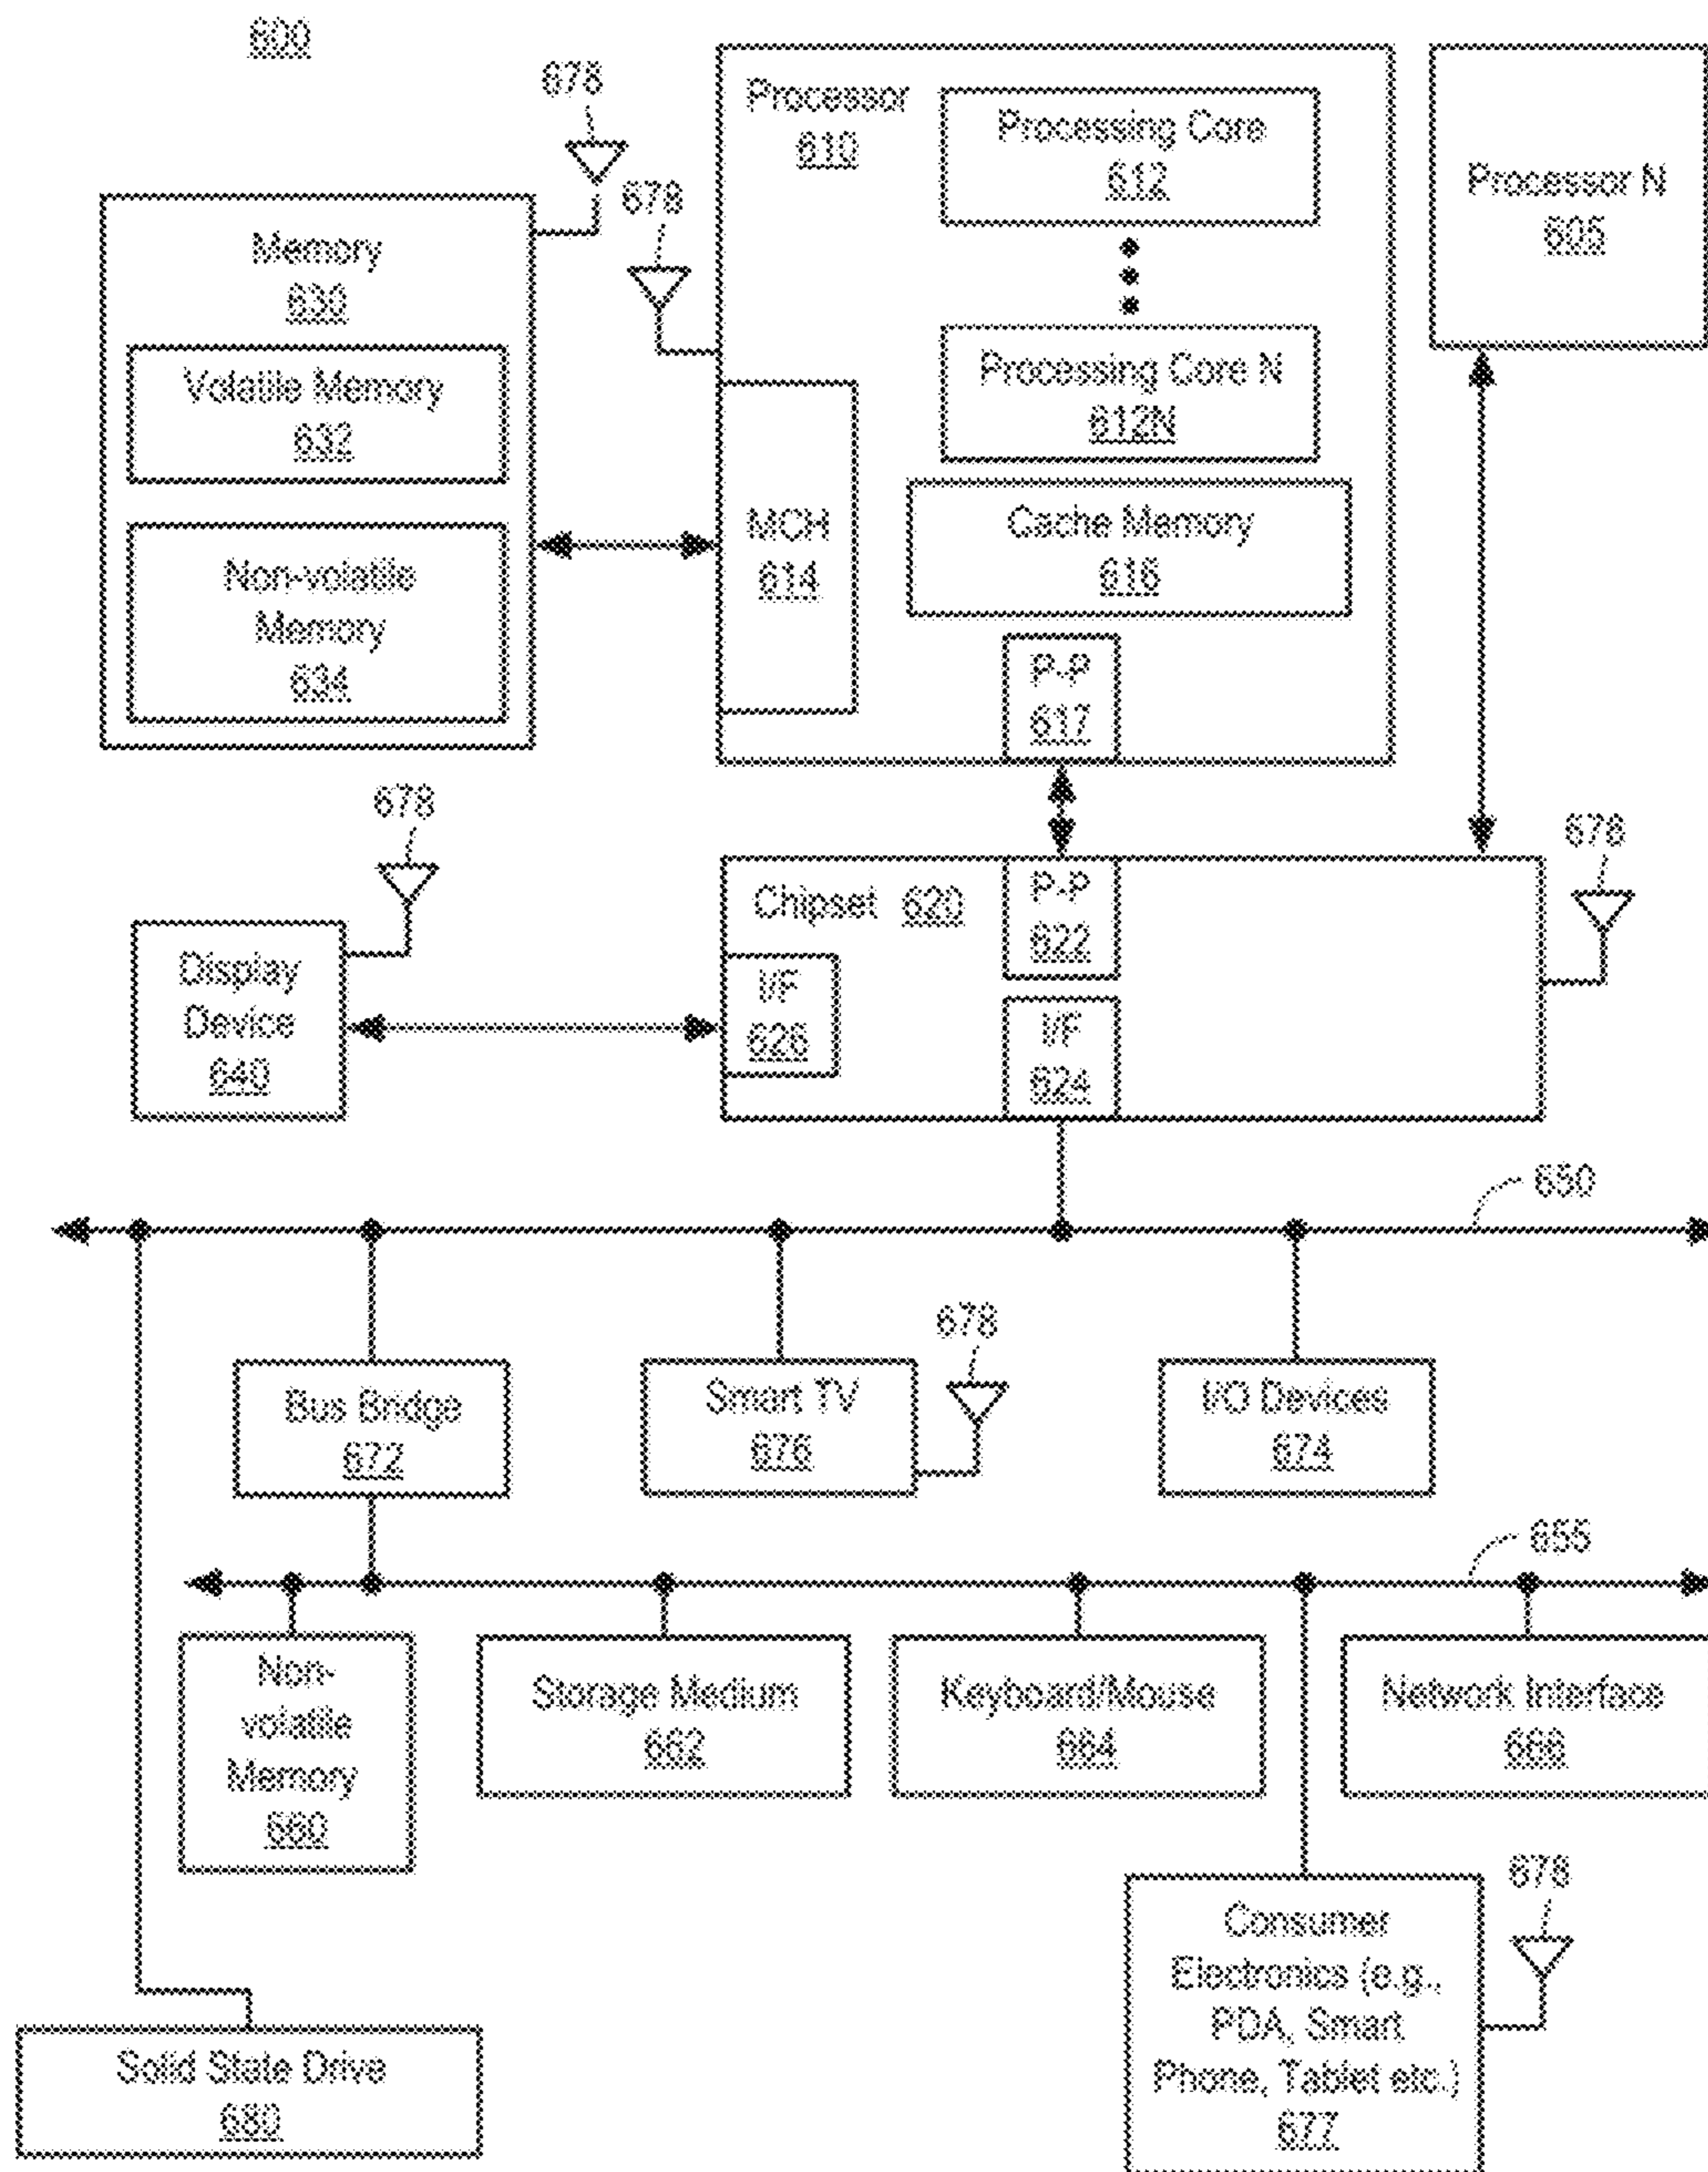 600
678
678
Processor
610
Processing Core
612
Processing Core N
612N
Cache Memory
616
MCH
614
P-P
617
Processor N
605
Memory
630
Volatile Memory
632
Non-volatile
Memory
634
678
Display
Device
640
Chipset 620
P-P
622
I/F
626
I/F
624
678
650
Bus Bridge
672
Smart TV
676
678
I/O Devices
674
655
Non-
volatile
Memory
660
Storage Medium
662
Keyboard/Mouse
664
Network Interface
666
Consumer
Electronics (e.g.,
PDA, Smart
Phone, Tablet etc.)
677
678
Solid State Drive
680